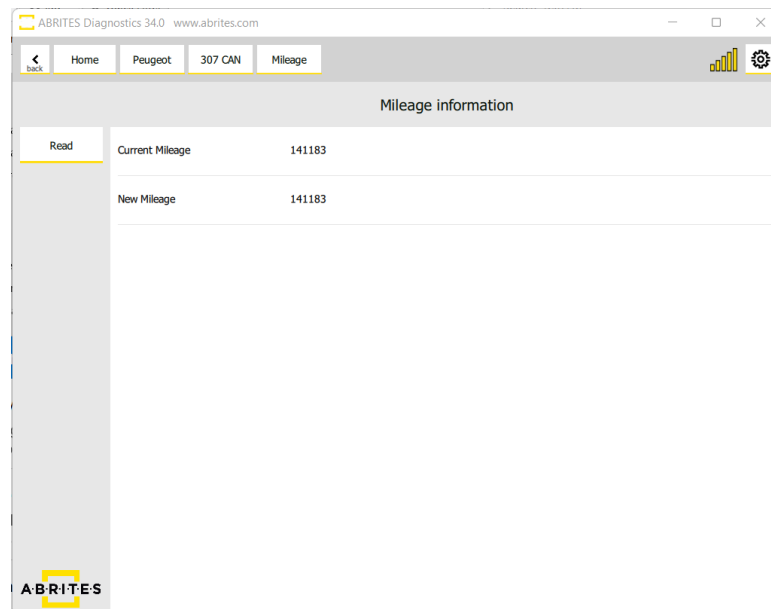 ABRITES Diagnostics 34.0 www.abrites.com
back Home Peugeot 307 CAN Mileage
Mileage information
Read
Current Mileage 141183
New Mileage 141183
A·B·R·I·T·E·S